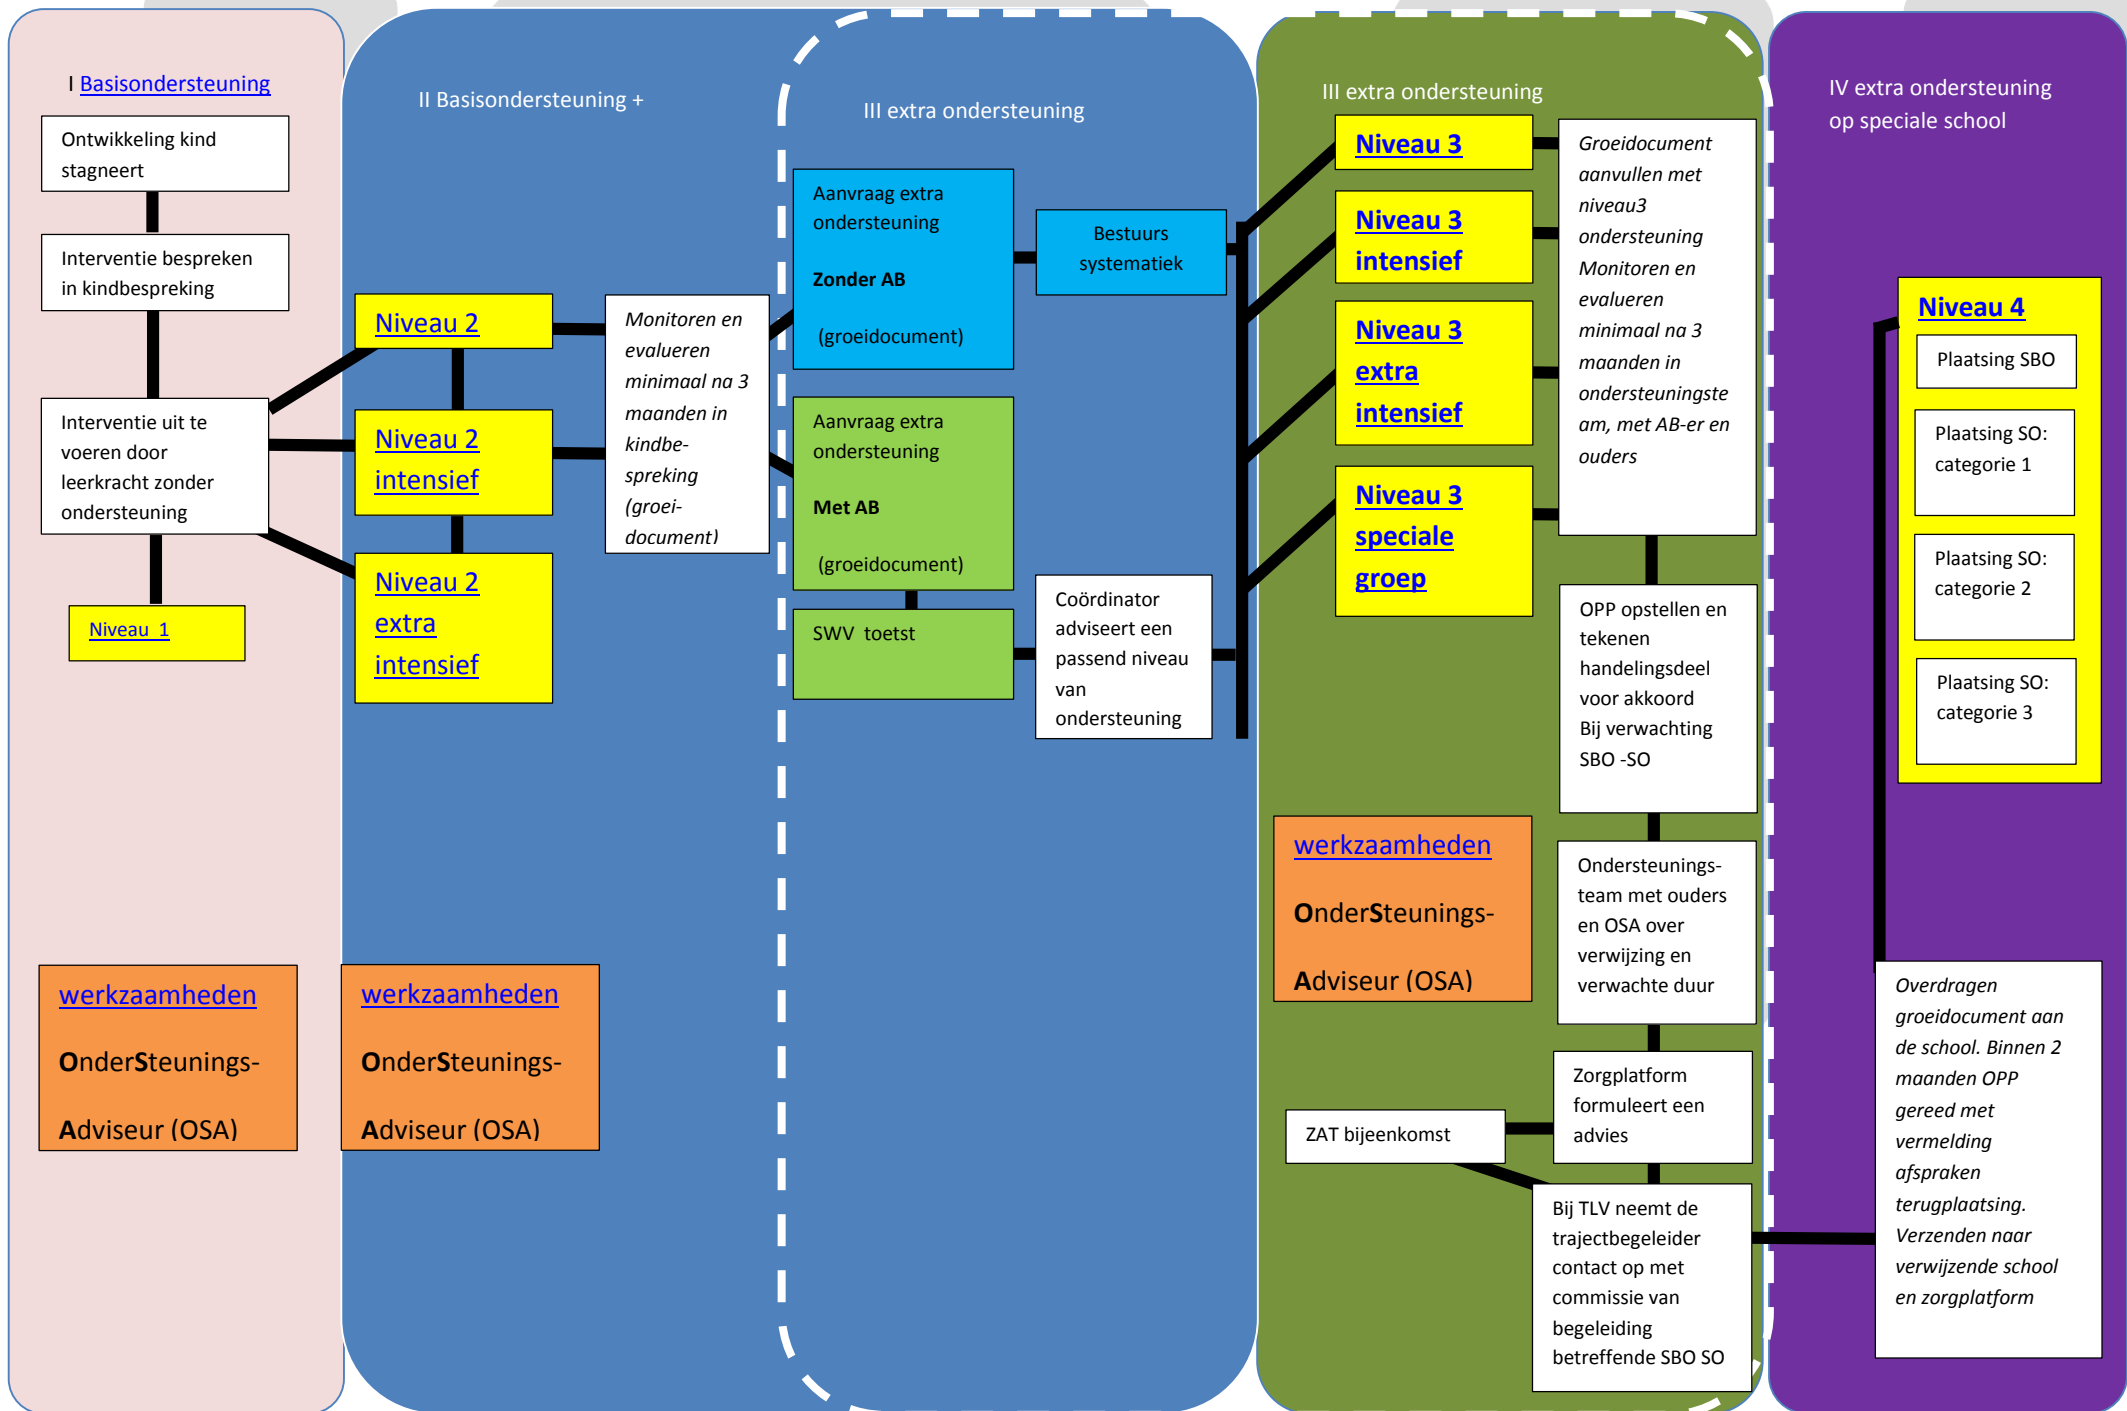 I Basisondersteuning
Ontwikkeling kind
stagneert
Interventie bespreken
in kindbespreking
Interventie uit te
voeren door
leerkracht zonder
ondersteuning
Niveau 1
werkzaamheden
OnderSteunings-
Adviseur (OSA)
II Basisondersteuning +
Niveau 2
Niveau 2
intensief
Niveau 2
extra
intensief
Monitoren en
evalueren
minimaal na 3
maanden in
kindbe-
spreking
(groei-
document)
werkzaamheden
OnderSteunings-
Adviseur (OSA)
III extra ondersteuning
Aanvraag extra
ondersteuning
Zonder AB
(groeidocument)
Bestuurs
systematiek
Aanvraag extra
ondersteuning
Met AB
(groeidocument)
SWV toetst
Coördinator
adviseert een
passend niveau
van
ondersteuning
III extra ondersteuning
Niveau 3
Niveau 3
intensief
Niveau 3
extra
intensief
Niveau 3
speciale
groep
Groeidocument
aanvullen met
niveau3
ondersteuning
Monitoren en
evalueren
minimaal na 3
maanden in
ondersteuningste
am, met AB-er en
ouders
OPP opstellen en
tekenen
handelingsdeel
voor akkoord
Bij verwachting
SBO -SO
werkzaamheden
OnderSteunings-
Adviseur (OSA)
Ondersteunings-
team met ouders
en OSA over
verwijzing en
verwachte duur
Zorgplatform
formuleert een
advies
ZAT bijeenkomst
Bij TLV neemt de
trajectbegeleider
contact op met
commissie van
begeleiding
betreffende SBO SO
IV extra ondersteuning
op speciale school
Niveau 4
Plaatsing SBO
Plaatsing SO:
categorie 1
Plaatsing SO:
categorie 2
Plaatsing SO:
categorie 3
Overdragen
groeidocument aan
de school. Binnen 2
maanden OPP
gereed met
vermelding
afspraken
terugplaatsing.
Verzenden naar
verwijzende school
en zorgplatform